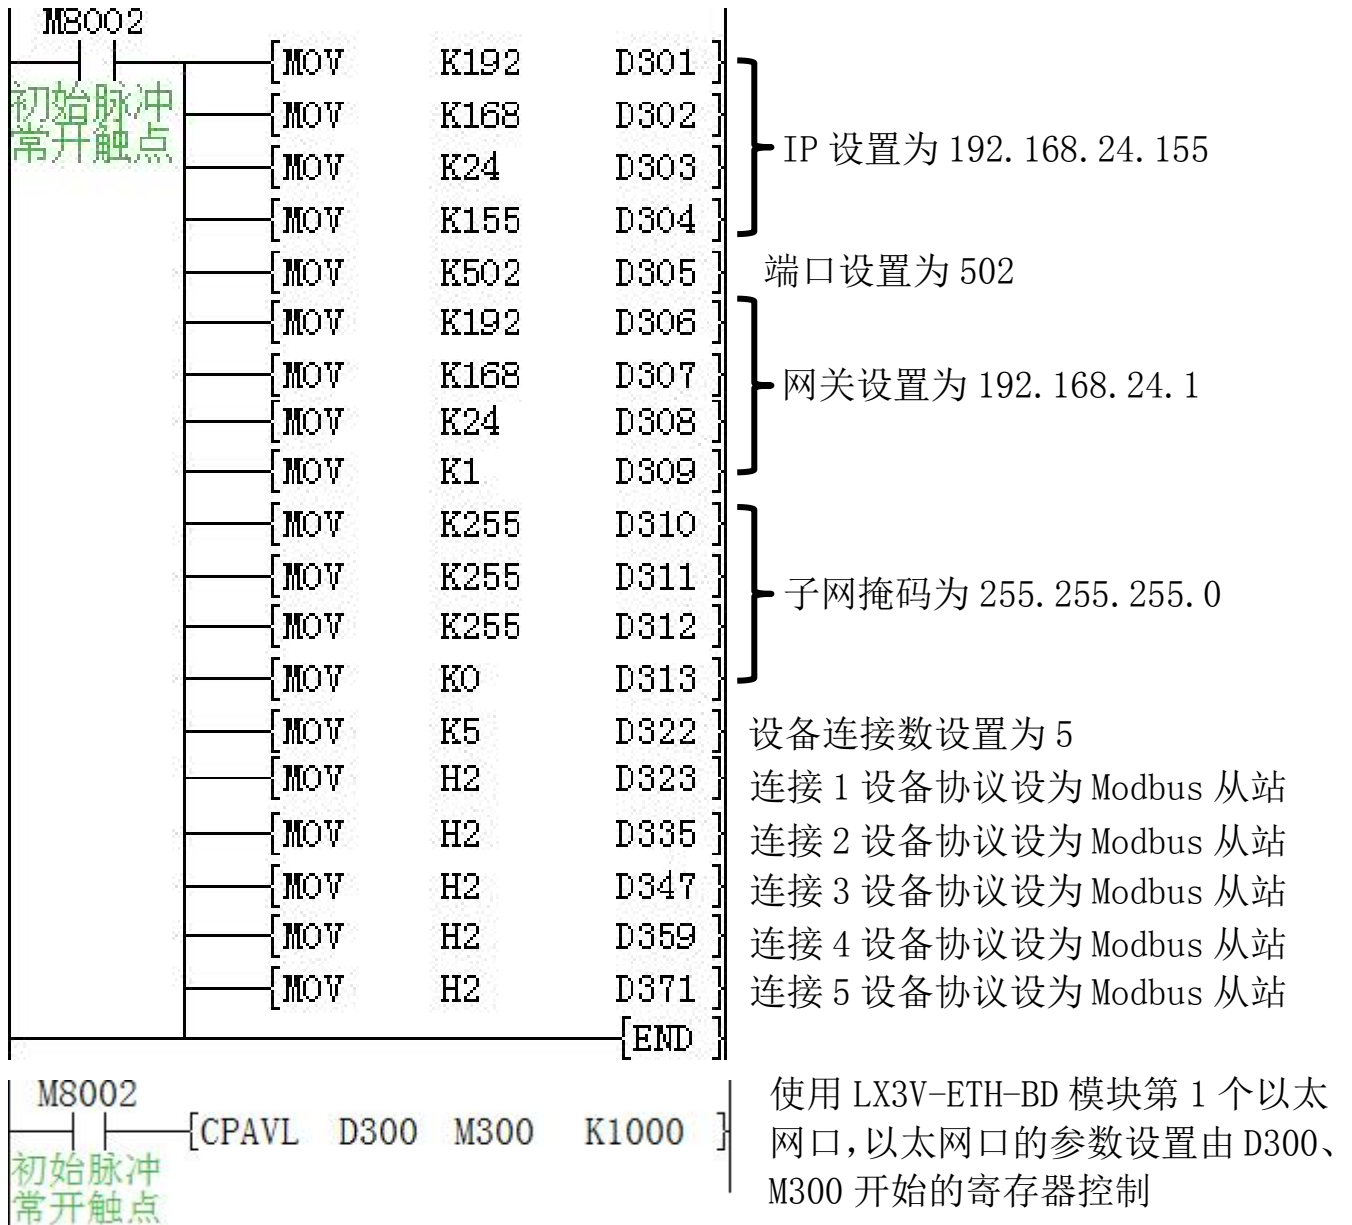 M8002
[MOV K192 D301]
初始脉冲
常开触点
[MOV K168 D302]
IP 设置为 192.168.24.155
[MOV K24 D303]
[MOV K155 D304]
[MOV K502 D305]
端口设置为 502
[MOV K192 D306]
[MOV K168 D307]
网关设置为 192.168.24.1
[MOV K24 D308]
[MOV K1 D309]
[MOV K255 D310]
[MOV K255 D311]
子网掩码为 255.255.255.0
[MOV K255 D312]
[MOV K0 D313]
[MOV K5 D322]
设备连接数设置为 5
[MOV H2 D323]
连接 1 设备协议设为 Modbus 从站
[MOV H2 D335]
连接 2 设备协议设为 Modbus 从站
[MOV H2 D347]
连接 3 设备协议设为 Modbus 从站
[MOV H2 D359]
连接 4 设备协议设为 Modbus 从站
[MOV H2 D371]
连接 5 设备协议设为 Modbus 从站
[END]
M8002
[CPAVL D300 M300 K1000]
初始脉冲
常开触点
使用 LX3V-ETH-BD 模块第 1 个以太
网口,以太网口的参数设置由 D300、
M300 开始的寄存器控制